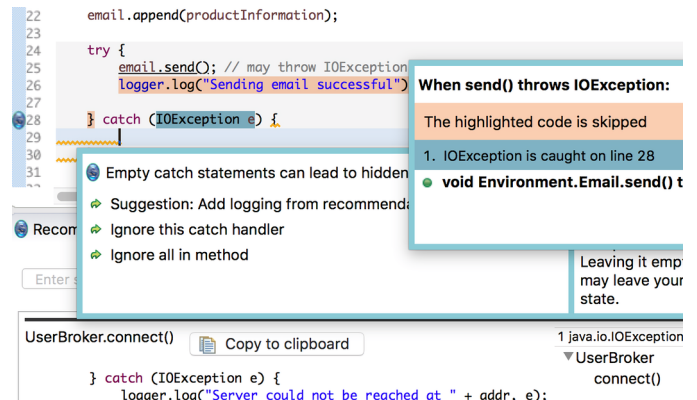 22 email.append(productInformation);
23
24 try {
25 email.send(); // may throw IOException
26 logger.log("Sending email successful")
27
28 } catch (IOException e) {
29
30
31
When send() throws IOException:
The highlighted code is skipped
1. IOException is caught on line 28
void Environment.Email.send() t
Empty catch statements can lead to hidden
Suggestion: Add logging from recommenda
Ignore this catch handler
Ignore all in method
Recom
Enter s
Leaving it emp
may leave your
state.
UserBroker.connect()
Copy to clipboard
1 java.io.IOException
UserBroker
connect()
} catch (IOException e) {
logger.log("Server could not be reached at " + addr, e);